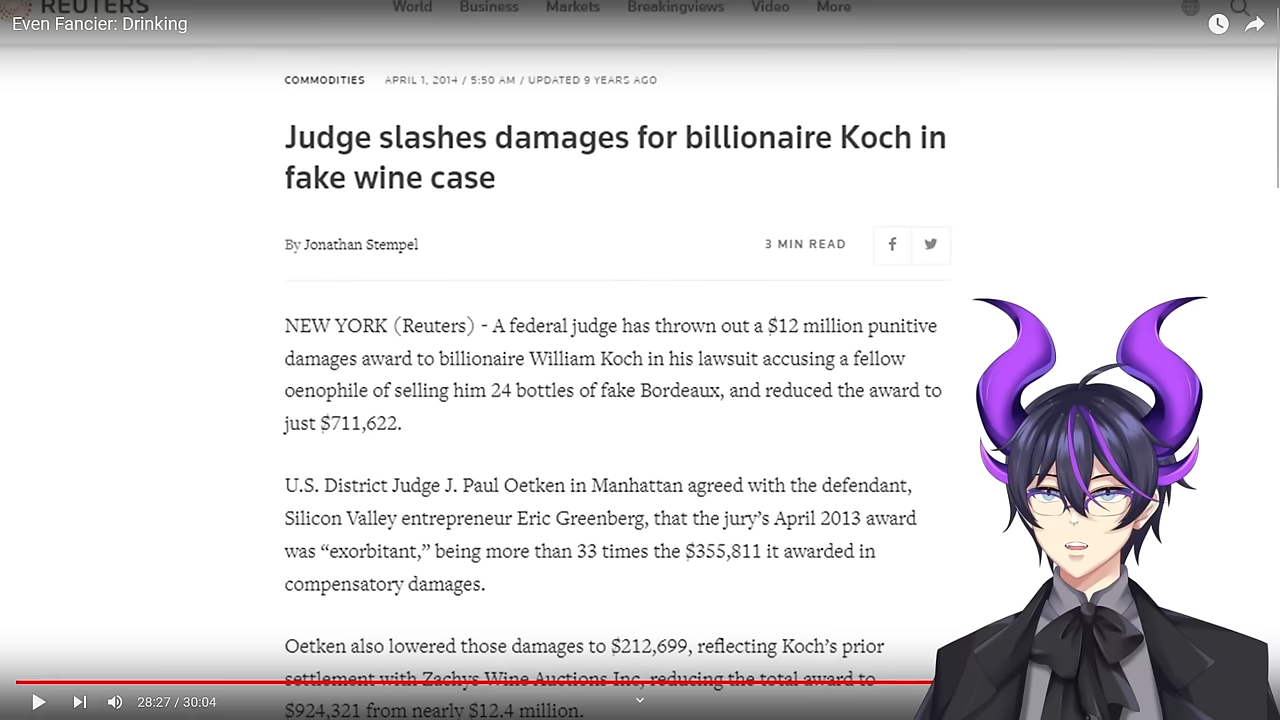 REUTERS World Business Markets Breakingviews Video More
Even Fancier: Drinking
COMMODITIES APRIL 1, 2014 / 5:50 AM / UPDATED 9 YEARS AGO
Judge slashes damages for billionaire Koch in
fake wine case
By Jonathan Stempel 3 MIN READ
NEW YORK (Reuters) - A federal judge has thrown out a $12 million punitive
damages award to billionaire William Koch in his lawsuit accusing a fellow
oenophile of selling him 24 bottles of fake Bordeaux, and reduced the award to
just $711,622.
U.S. District Judge J. Paul Oetken in Manhattan agreed with the defendant,
Silicon Valley entrepreneur Eric Greenberg, that the jury’s April 2013 award
was “exorbitant,” being more than 33 times the $355,811 it awarded in
compensatory damages.
Oetken also lowered those damages to $212,699, reflecting Koch’s prior
settlement with Zachys Wine Auctions Inc, reducing the total award to
$924,321 from nearly $12.4 million.
28:27 / 30:04